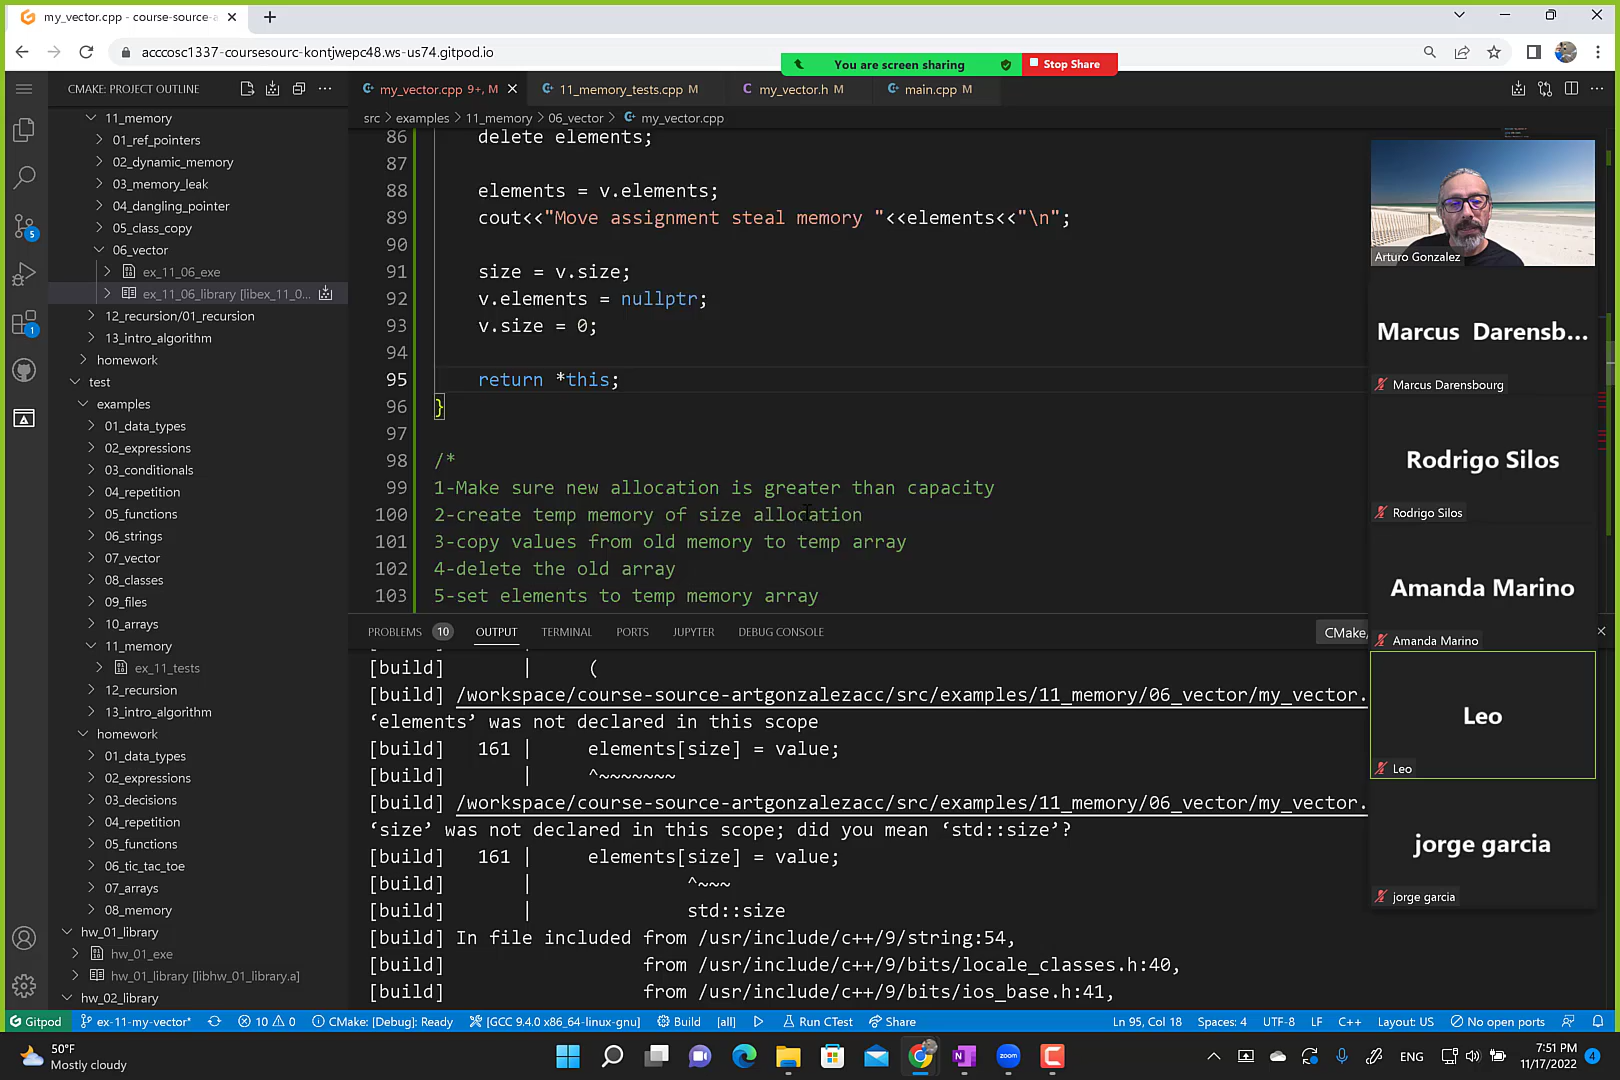 my_vector.cpp - course-source-a
acccosc1337-coursesourc-kontjwepc48.ws-us74.gitpod.io
You are screen sharing
Stop Share
CMAKE: PROJECT OUTLINE
my_vector.cpp 9+, M
11_memory_tests.cpp M
my_vector.h M
main.cpp M
src > examples > 11_memory > 06_vector > my_vector.cpp
11_memory
01_ref_pointers
02_dynamic_memory
03_memory_leak
04_dangling_pointer
05_class_copy
06_vector
ex_11_06_exe
ex_11_06_library [libex_11_0...
12_recursion/01_recursion
13_intro_algorithm
homework
test
examples
01_data_types
02_expressions
03_conditionals
04_repetition
05_functions
06_strings
07_vector
08_classes
09_files
10_arrays
11_memory
ex_11_tests
12_recursion
13_intro_algorithm
homework
01_data_types
02_expressions
03_decisions
04_repetition
05_functions
06_tic_tac_toe
07_arrays
08_memory
hw_01_library
hw_01_exe
hw_01_library [libhw_01_library.a]
hw_02_library
5
1
86 delete elements;
87
88 elements = v.elements;
89 cout<<"Move assignment steal memory "<<elements<<"\n";
90
91 size = v.size;
92 v.elements = nullptr;
93 v.size = 0;
94
95 return *this;
96 }
97
98 /*
99 1-Make sure new allocation is greater than capacity
100 2-create temp memory of size allocation
101 3-copy values from old memory to temp array
102 4-delete the old array
103 5-set elements to temp memory array
PROBLEMS 10 OUTPUT TERMINAL PORTS JUPYTER DEBUG CONSOLE
CMake/
[build] | (
[build] /workspace/course-source-artgonzalezacc/src/examples/11_memory/06_vector/my_vector.
‘elements’ was not declared in this scope
[build] 161 | elements[size] = value;
[build] | ^~~~~~~~
[build] /workspace/course-source-artgonzalezacc/src/examples/11_memory/06_vector/my_vector.
‘size’ was not declared in this scope; did you mean ‘std::size’?
[build] 161 | elements[size] = value;
[build] | ^~~~
[build] | std::size
[build] In file included from /usr/include/c++/9/string:54,
[build] from /usr/include/c++/9/bits/locale_classes.h:40,
[build] from /usr/include/c++/9/bits/ios_base.h:41,
Arturo Gonzalez
Marcus Darensb...
Marcus Darensbourg
Rodrigo Silos
Rodrigo Silos
Amanda Marino
Amanda Marino
Leo
Leo
jorge garcia
jorge garcia
Gitpod ex-11-my-vector* 10 0 CMake: [Debug]: Ready [GCC 9.4.0 x86_64-linux-gnu] Build [all] Run CTest Share Ln 95, Col 18 Spaces: 4 UTF-8 LF C++ Layout: US No open ports
50°F
Mostly cloudy
zoom
ENG
7:51 PM
11/17/2022
4